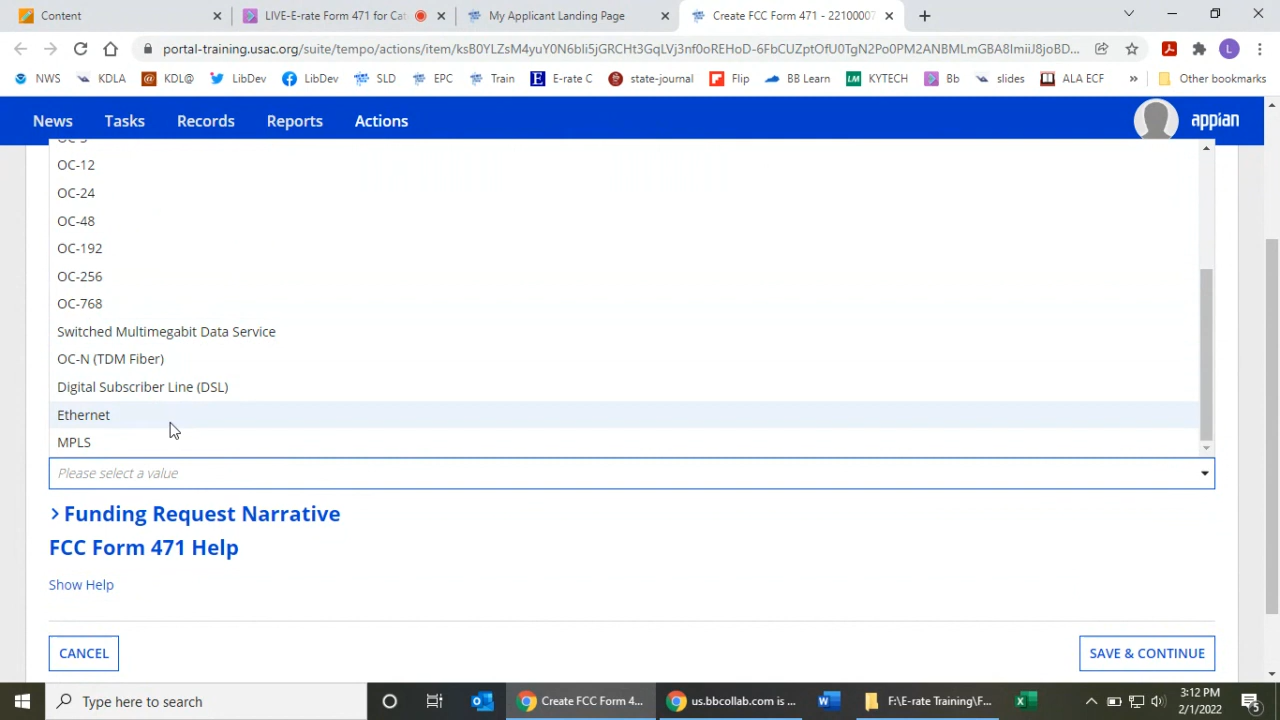 Content
LIVE-E-rate Form 471 for Cat
My Applicant Landing Page
Create FCC Form 471 - 22100007
portal-training.usac.org/suite/tempo/actions/item/ksB0YLZsM4yuY0N6bli5jGRCHt3GqLVj3nf0oREHoD-6FbCUZptOfU0TgN2Po0PM2ANBMLmGBA8ImiiJ8joBD...
L
NWS
KDLA
KDL@
LibDev
LibDev
SLD
EPC
Train
E-rate C
state-journal
Flip
BB Learn
KYTECH
Bb
slides
ALA ECF
Other bookmarks
News
Tasks
Records
Reports
Actions
appian
OC-12
OC-24
OC-48
OC-192
OC-256
OC-768
Switched Multimegabit Data Service
OC-N (TDM Fiber)
Digital Subscriber Line (DSL)
Ethernet
MPLS
Please select a value
Funding Request Narrative
FCC Form 471 Help
Show Help
CANCEL
SAVE & CONTINUE
Type here to search
Create FCC Form 4...
us.bbcollab.com is ...
F:\E-rate Training\F...
3:12 PM
2/1/2022
5